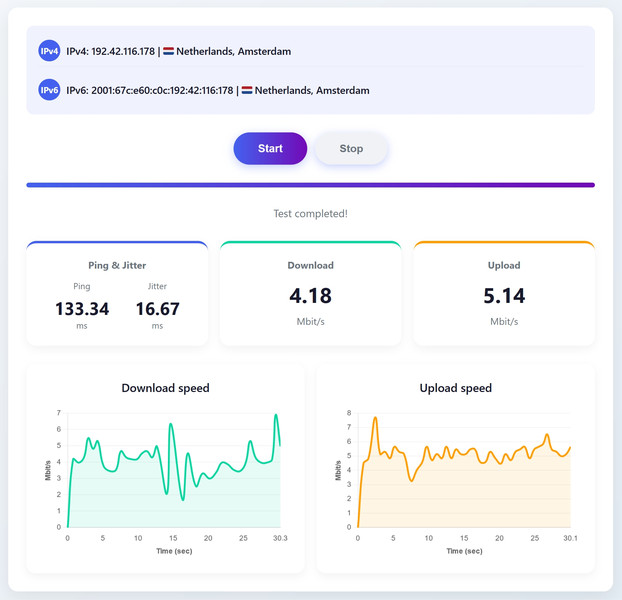 IPv4 IPv4: 192.42.116.178 | Netherlands, Amsterdam
IPv6 IPv6: 2001:67c:e60:c0c:192:42:116:178 | Netherlands, Amsterdam
Start Stop
Test completed!
Ping & Jitter
Ping Jitter
133.34 16.67
ms ms
Download
4.18
Mbit/s
Upload
5.14
Mbit/s
Download speed
Mbit/s
7
6
5
4
3
2
1
0
0 5 10 15 20 25 30.3
Time (sec)
Upload speed
Mbit/s
8
7
6
5
4
3
2
1
0
0 5 10 15 20 25 30.1
Time (sec)